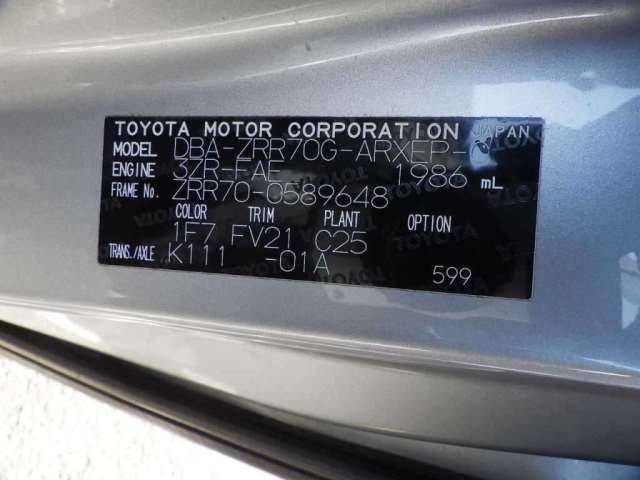 TOYOTA MOTOR CORPORATION JAPAN
MODEL DBA-ZRR70G-ARXEP-
ENGINE 3ZR-FAE 1986 mL
FRAME No. ZRR70-0589648
COLOR TRIM PLANT OPTION
1F7 FV21 C25
TRANS./AXLE K111 -01A
599